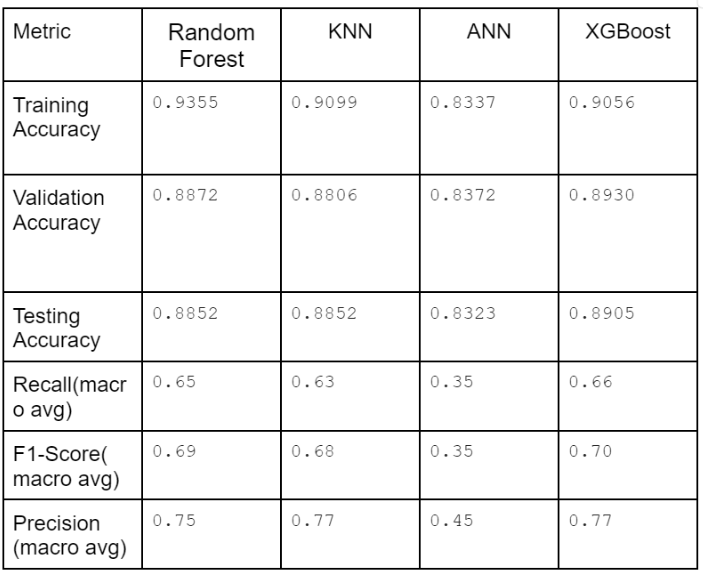 Metric Random Forest KNN ANN XGBoost
Training Accuracy 0.9355 0.9099 0.8337 0.9056
Validation Accuracy 0.8872 0.8806 0.8372 0.8930
Testing Accuracy 0.8852 0.8852 0.8323 0.8905
Recall(macro avg) 0.65 0.63 0.35 0.66
F1-Score(macro avg) 0.69 0.68 0.35 0.70
Precision (macro avg) 0.75 0.77 0.45 0.77